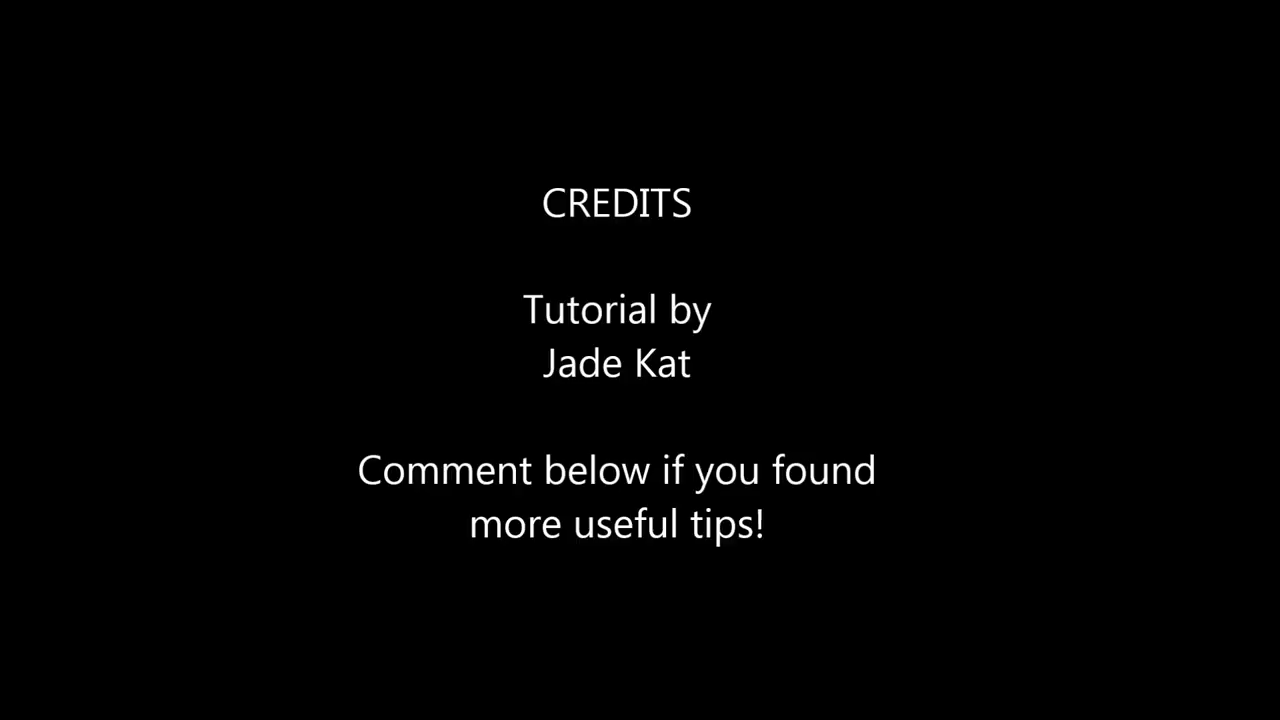 CREDITS
Tutorial by
Jade Kat
Comment below if you found
more useful tips!